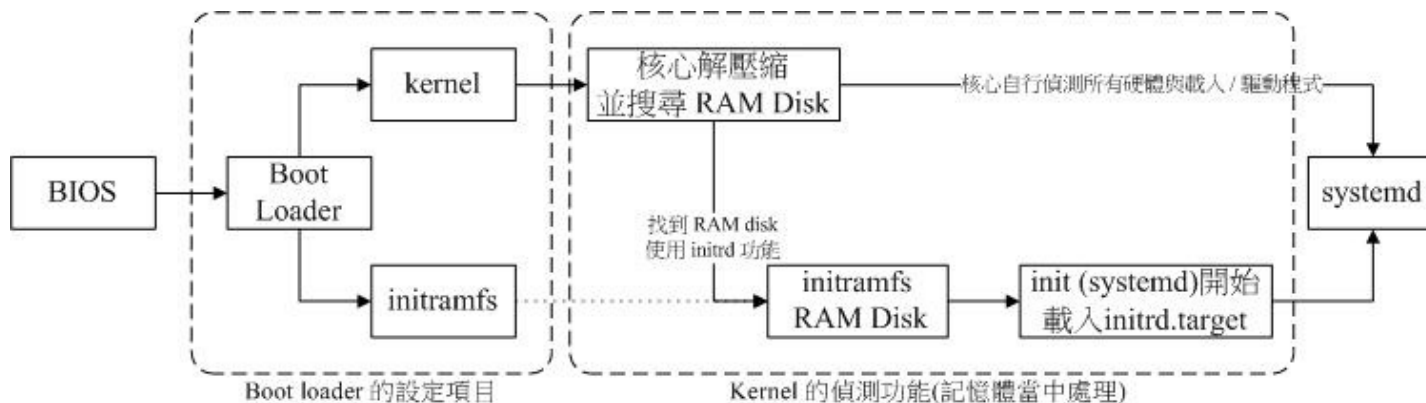 kernel
核心解壓縮
並搜尋 RAM Disk
核心自行偵測所有硬體與載入 / 驅動程式
BIOS
Boot
Loader
systemd
找到 RAM disk
使用 initrd 功能
initramfs
initramfs
RAM Disk
init (systemd)開始
載入initrd.target
Boot loader 的設定項目
Kernel 的偵測功能(記憶體當中處理)